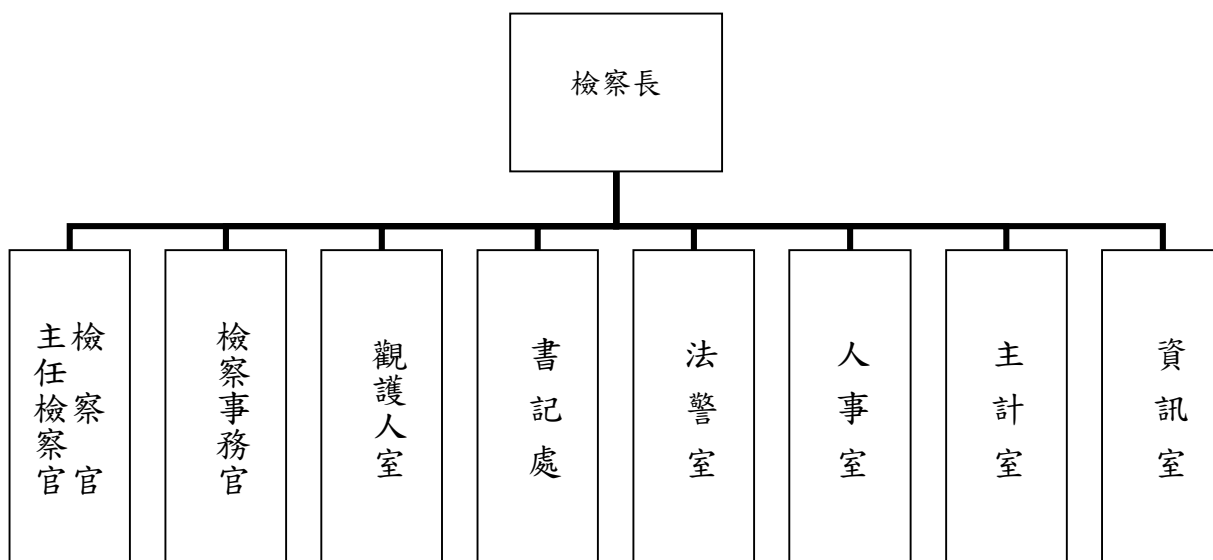 檢察長
主任檢察官
檢察官
檢察事務官
觀護人室
書記處
法警室
人事室
主計室
資訊室